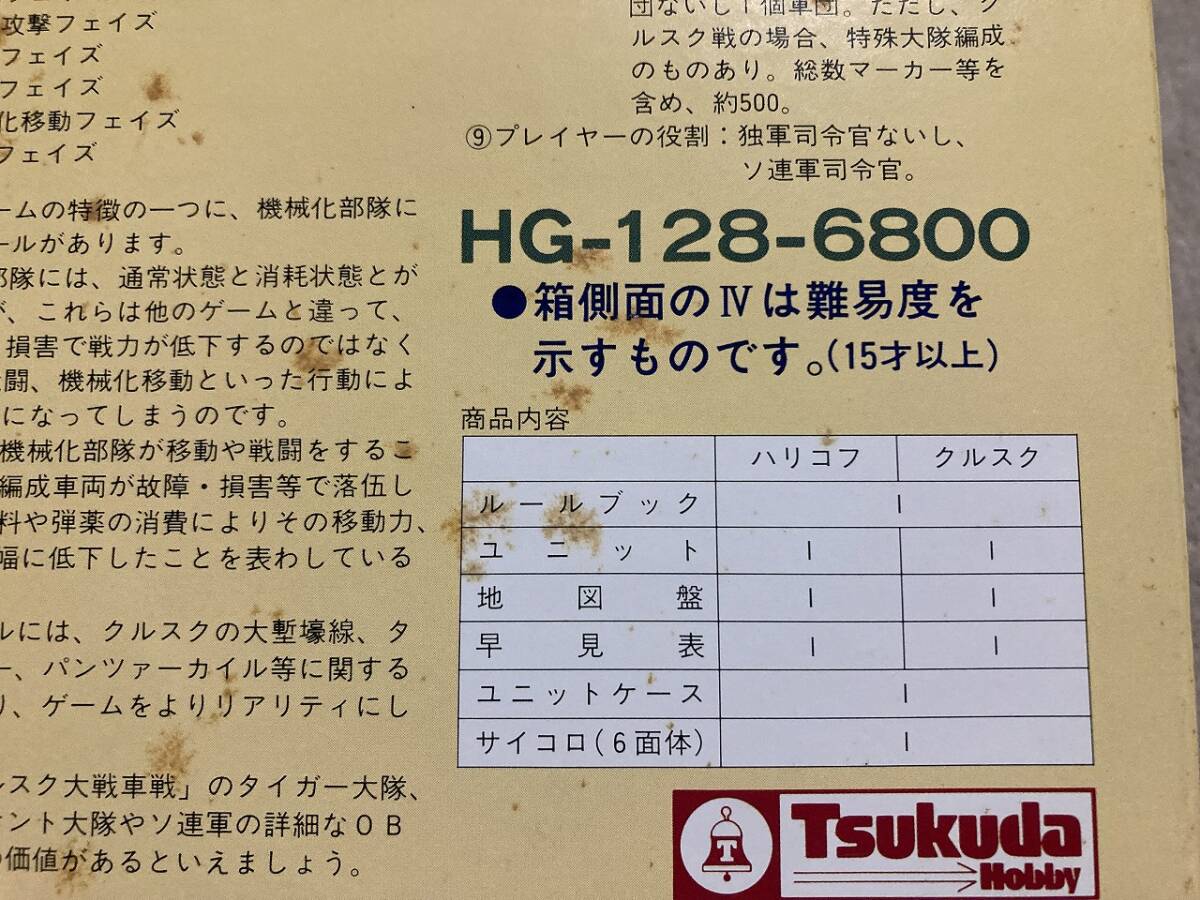 攻撃フェイズ
フェイズ
フェイズ
化移動フェイズ
フェイズ
ームの特徴の一つに、機械化部隊に
ールがあります。
部隊には、通常状態と消耗状態とが
、これらは他のゲームと違って、
損害で戦力が低下するのではなく
闘、機械化移動といった行動によ
になってしまうのです。
機械化部隊が移動や戦闘をするこ
編成車両が故障・損害等で落伍し
料や弾薬の消費によりその移動力、
幅に低下したことを表わしている
ルには、クルスクの大塹壕線、タ
ー、パンツァーカイル等に関する
り、ゲームをよりリアリティにし
ルスク大戦車戦」のタイガー大隊、
ァント大隊やソ連軍の詳細なOB
の価値があるといえましょう。
団ないし1個軍団。ただし、ク
ルスク戦の場合、特殊大隊編成
のものあり。総数マーカー等を
含め、約500。
⑨プレイヤーの役割：独軍司令官ないし、
ソ連軍司令官。
HG-128-6800
●箱側面のⅣは難易度を
示すものです。(15才以上)
商品内容
ハリコフ クルスク
ルールブック 1
ユニット 1 1
地図盤 1 1
早見表 1 1
ユニットケース 1
サイコロ(6面体) 1
T Tsukuda
Hobby